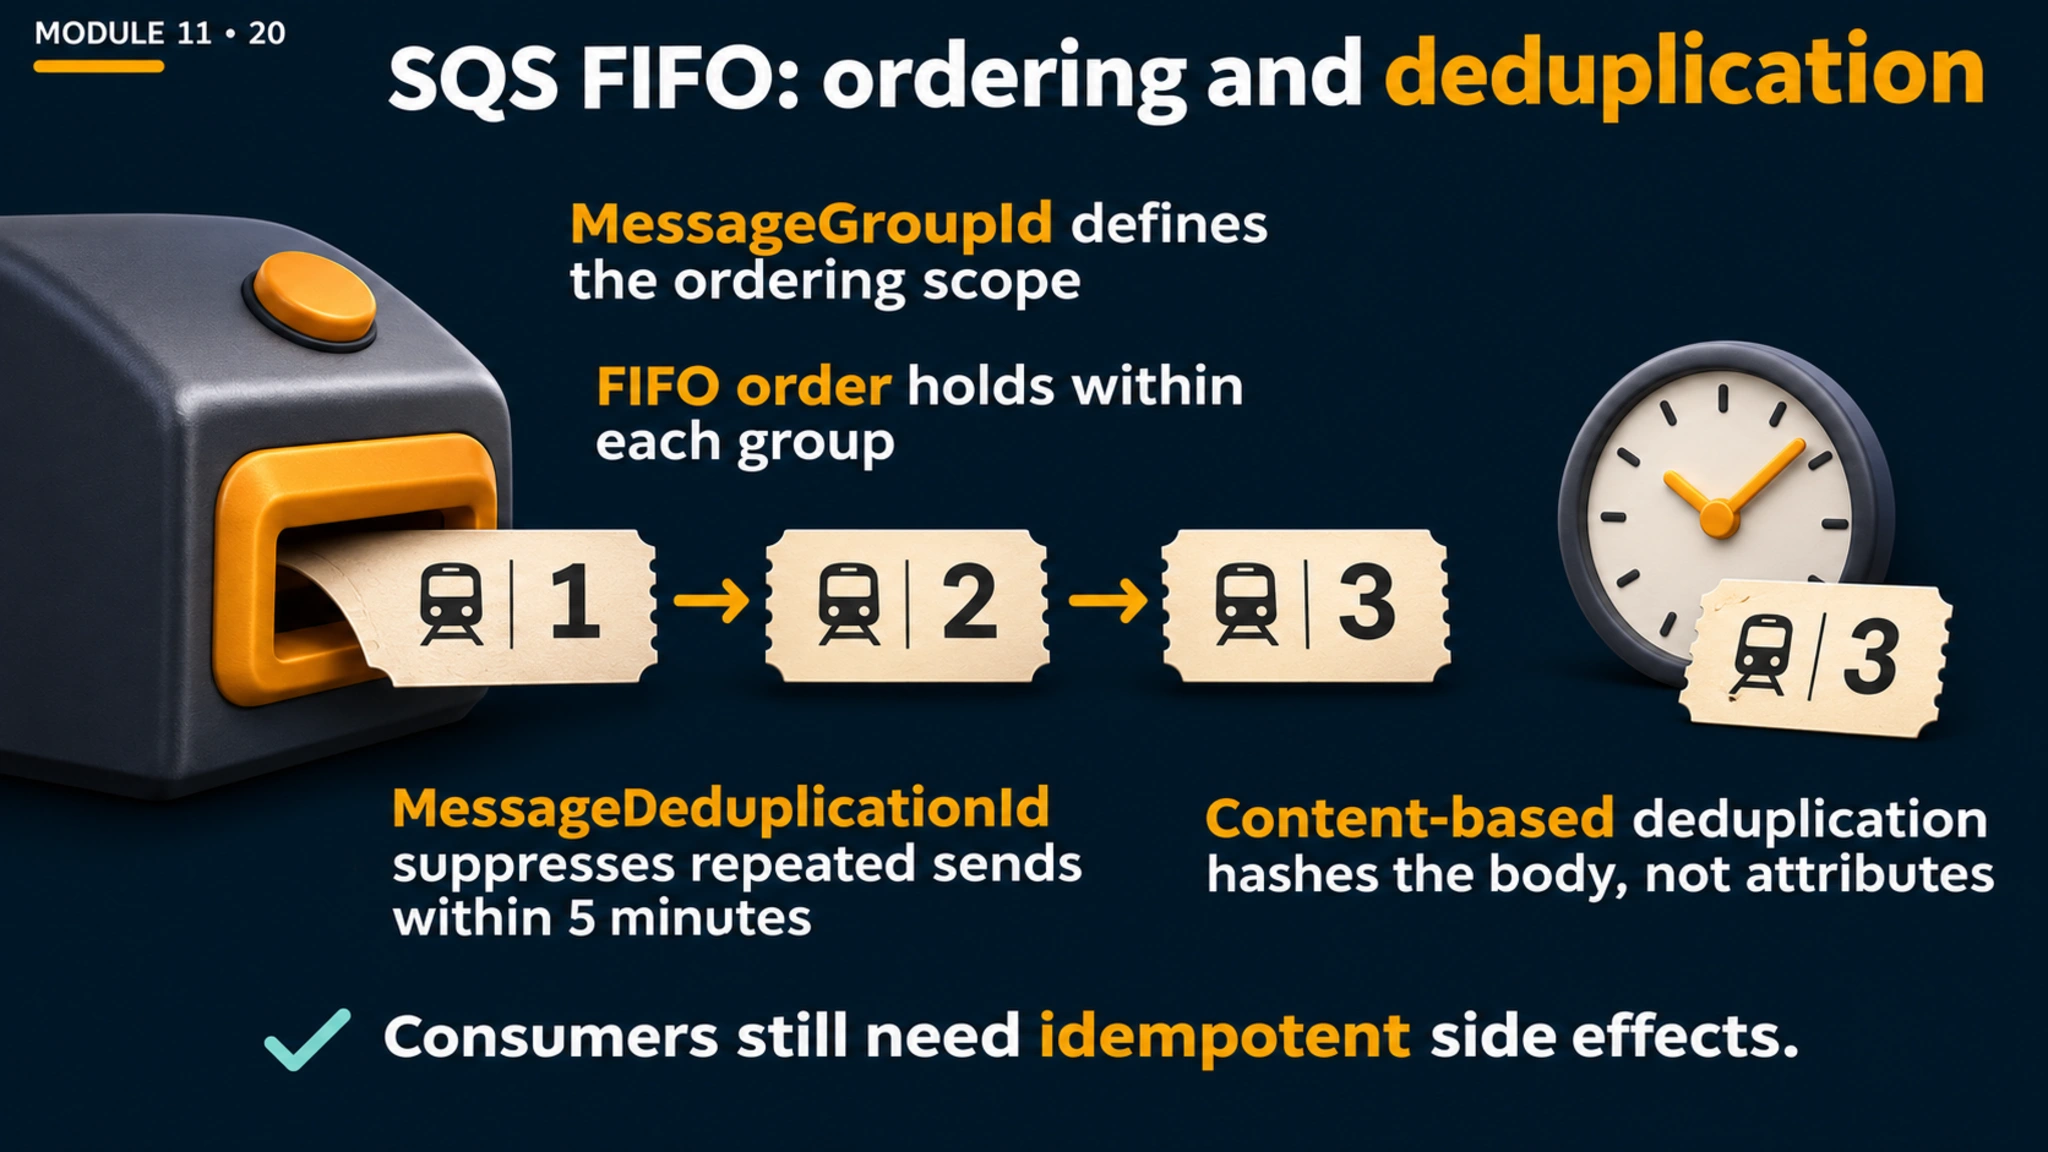 MODULE 11 • 20
SQS FIFO: ordering and deduplication
MessageGroupId defines
the ordering scope
FIFO order holds within
each group
1
2
3
3
MessageDeduplicationId
suppresses repeated sends
within 5 minutes
Content-based deduplication
hashes the body, not attributes
Consumers still need idempotent side effects.